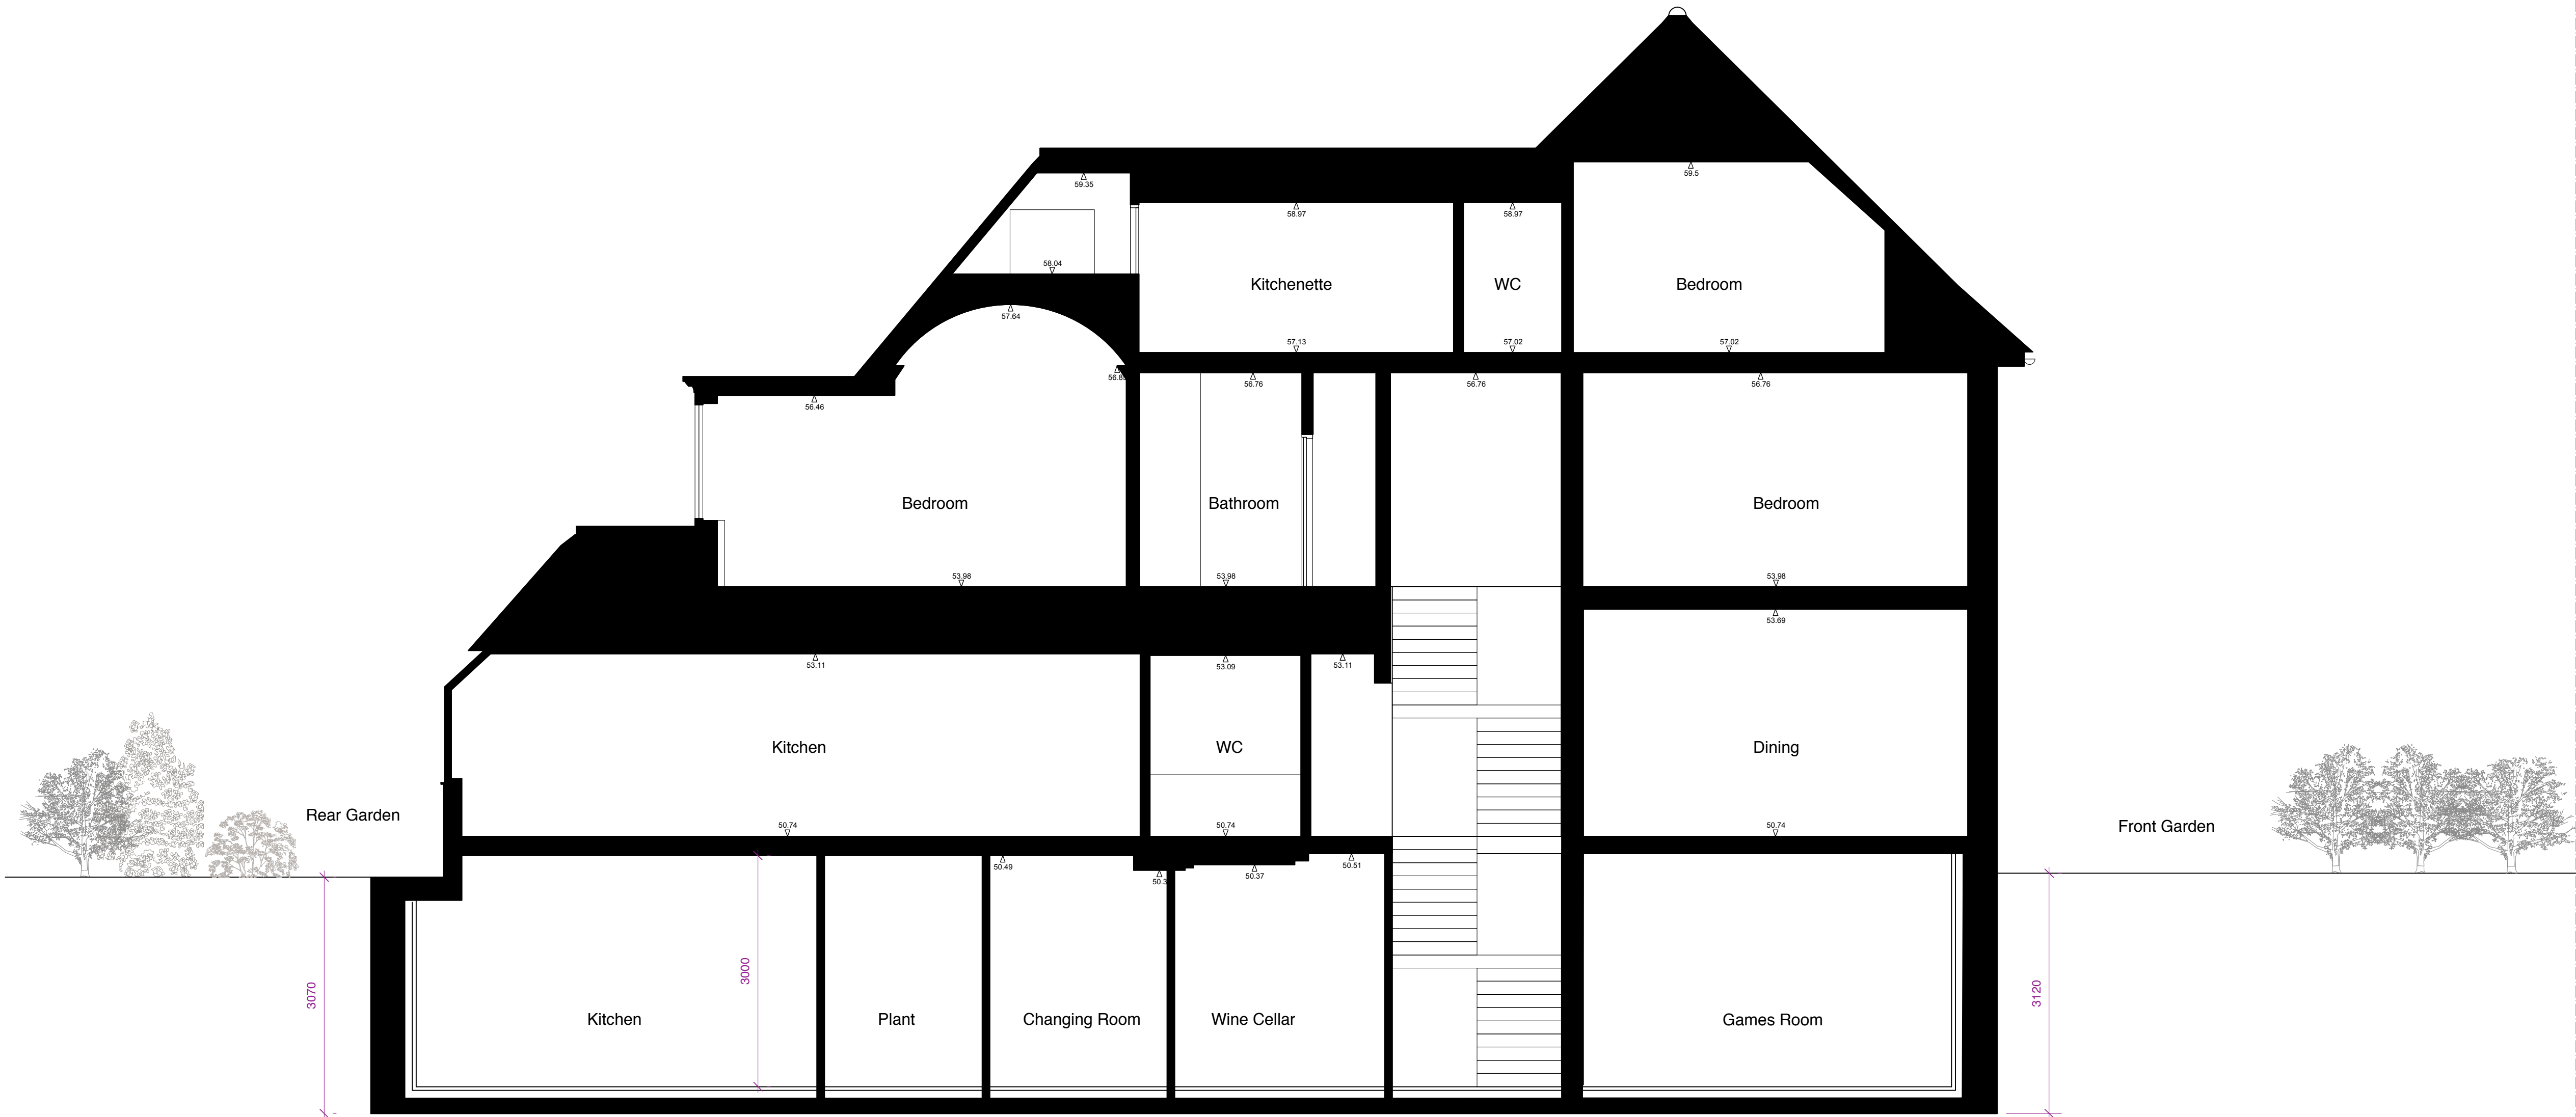 59.5
59.35
58.97
58.97
58.04
Kitchenette
WC
Bedroom
57.64
57.13
57.02
57.02
56.76
56.76
56.76
56.46
Bedroom
Bathroom
Bedroom
53.98
53.98
53.98
53.69
53.11
53.09
53.11
Kitchen
WC
Dining
Rear Garden
Front Garden
50.74
50.74
50.74
50.49
50.37
50.51
3070
3000
3120
Kitchen
Plant
Changing Room
Wine Cellar
Games Room